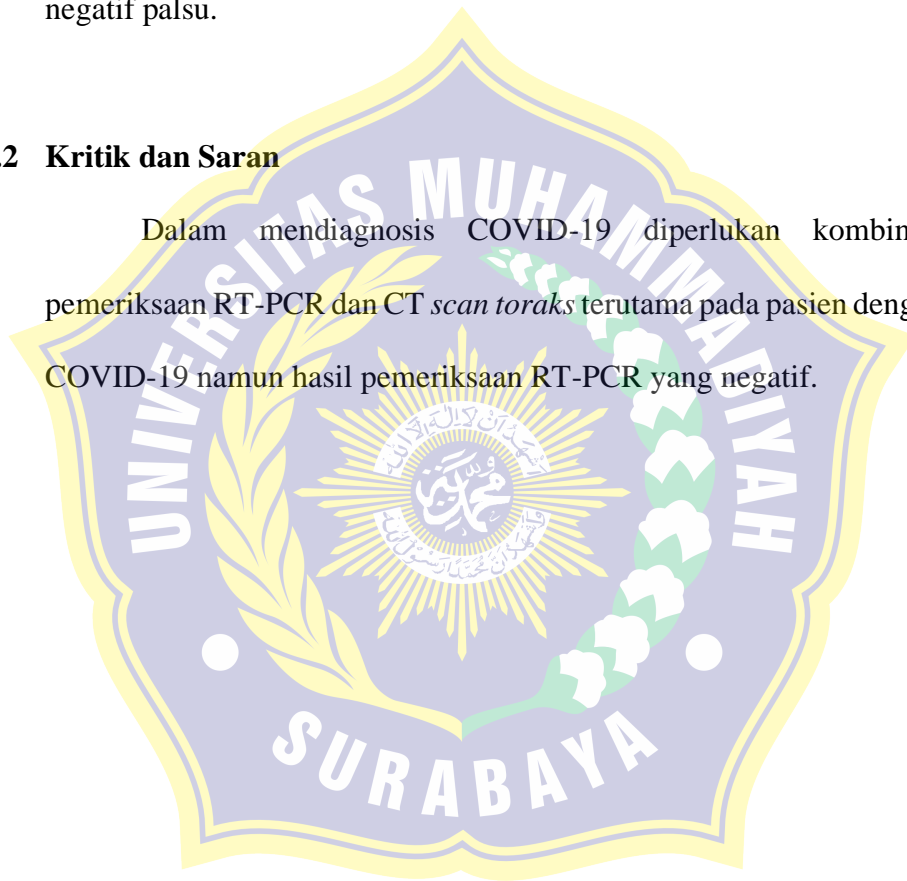 negatif palsu.
.2 Kritik dan Saran
Dalam mendiagnosis COVID-19 diperlukan kombin
pemeriksaan RT-PCR dan CT scan toraks terutama pada pasien deng
COVID-19 namun hasil pemeriksaan RT-PCR yang negatif.
UNIVERSITAS MUHAMMADIYAH
SURABAYA